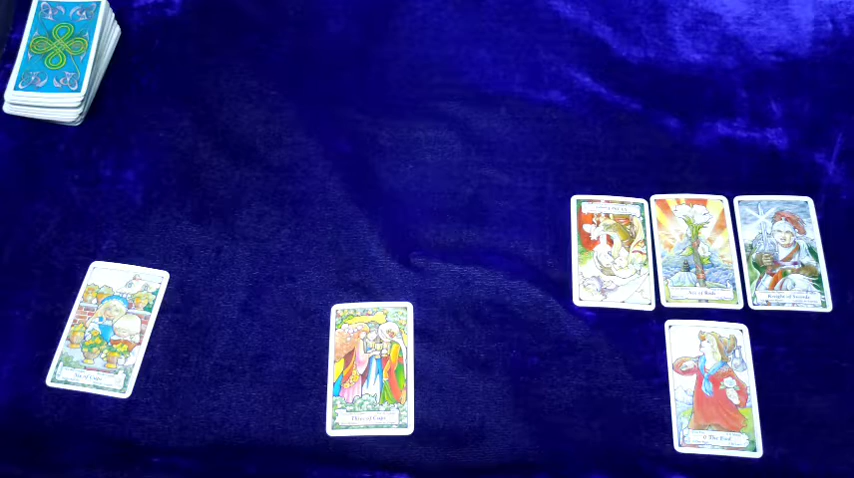 Ace of Rods
Knight of Swords
Six of Cups
Three of Cups
0 The Fool